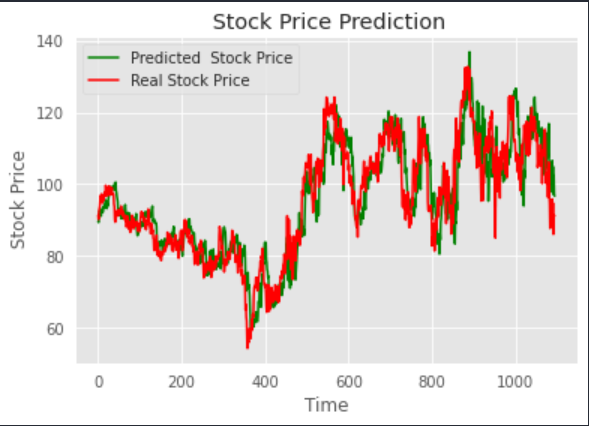 Stock Price Prediction
Predicted  Stock Price
Real Stock Price
Stock Price
140
120
100
80
60
0
200
400
600
800
1000
Time